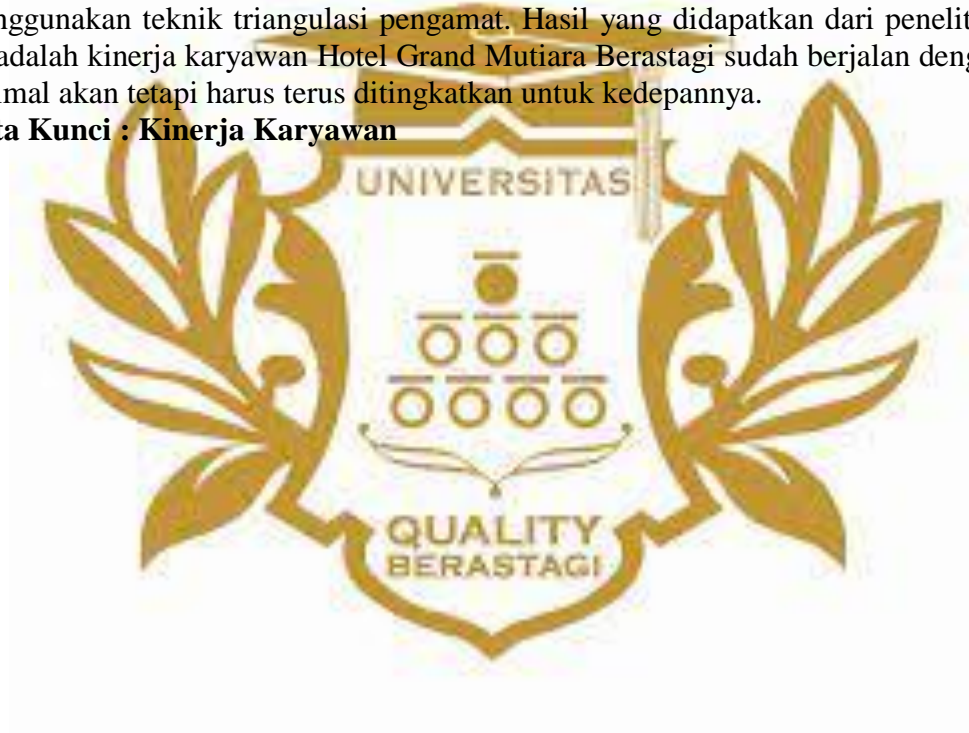 nggunakan teknik triangulasi pengamat. Hasil yang didapatkan dari penelit
adalah kinerja karyawan Hotel Grand Mutiara Berastagi sudah berjalan deng
imal akan tetapi harus terus ditingkatkan untuk kedepannya.
ta Kunci : Kinerja Karyawan
UNIVERSITAS
QUALITY
BERASTAGI